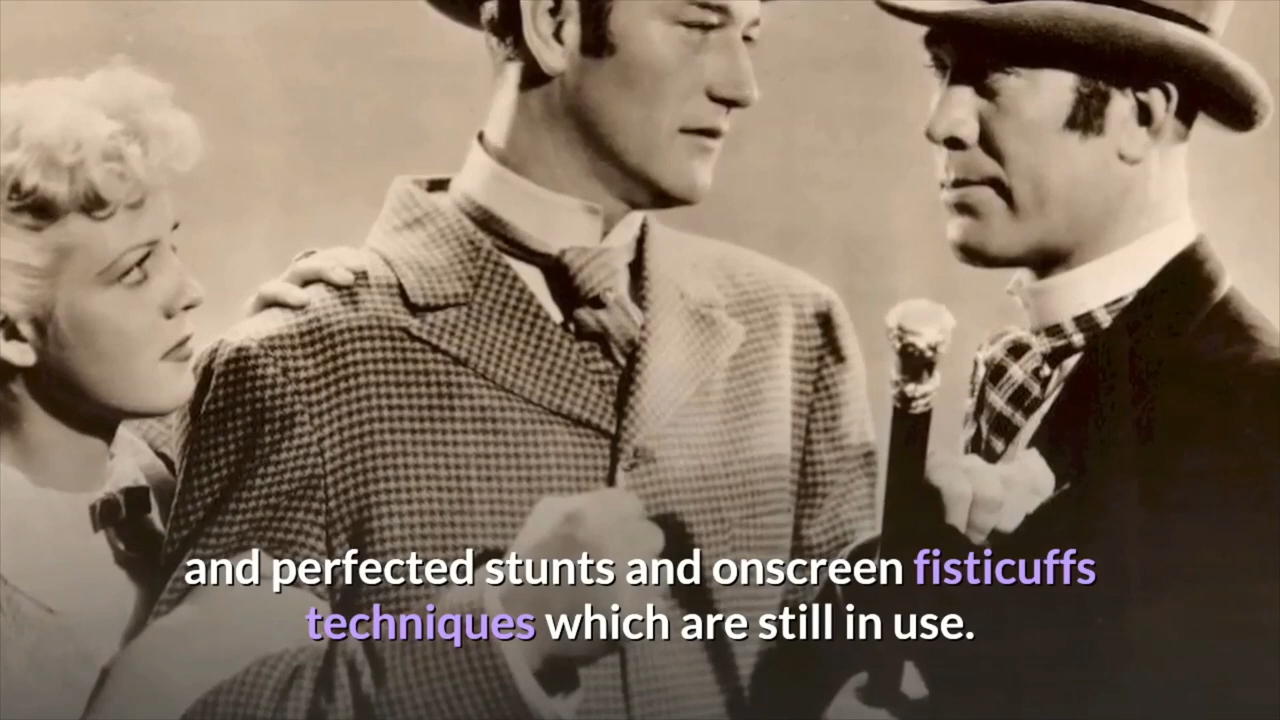 and perfected stunts and onscreen fisticuffs
techniques which are still in use.